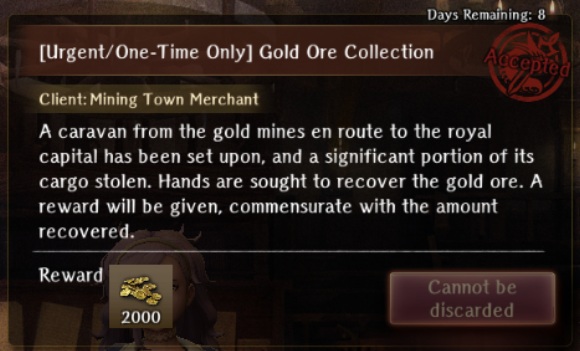 Days Remaining: 8
[Urgent/One-Time Only] Gold Ore Collection
Accepted
Client: Mining Town Merchant
A caravan from the gold mines en route to the royal
capital has been set upon, and a significant portion of its
cargo stolen. Hands are sought to recover the gold ore. A
reward will be given, commensurate with the amount
recovered.
Reward
2000
Cannot be
discarded